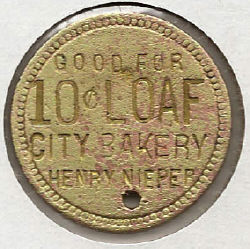 GOOD FOR
10¢ LOAF
CITY BAKERY
HENRY NIEPER